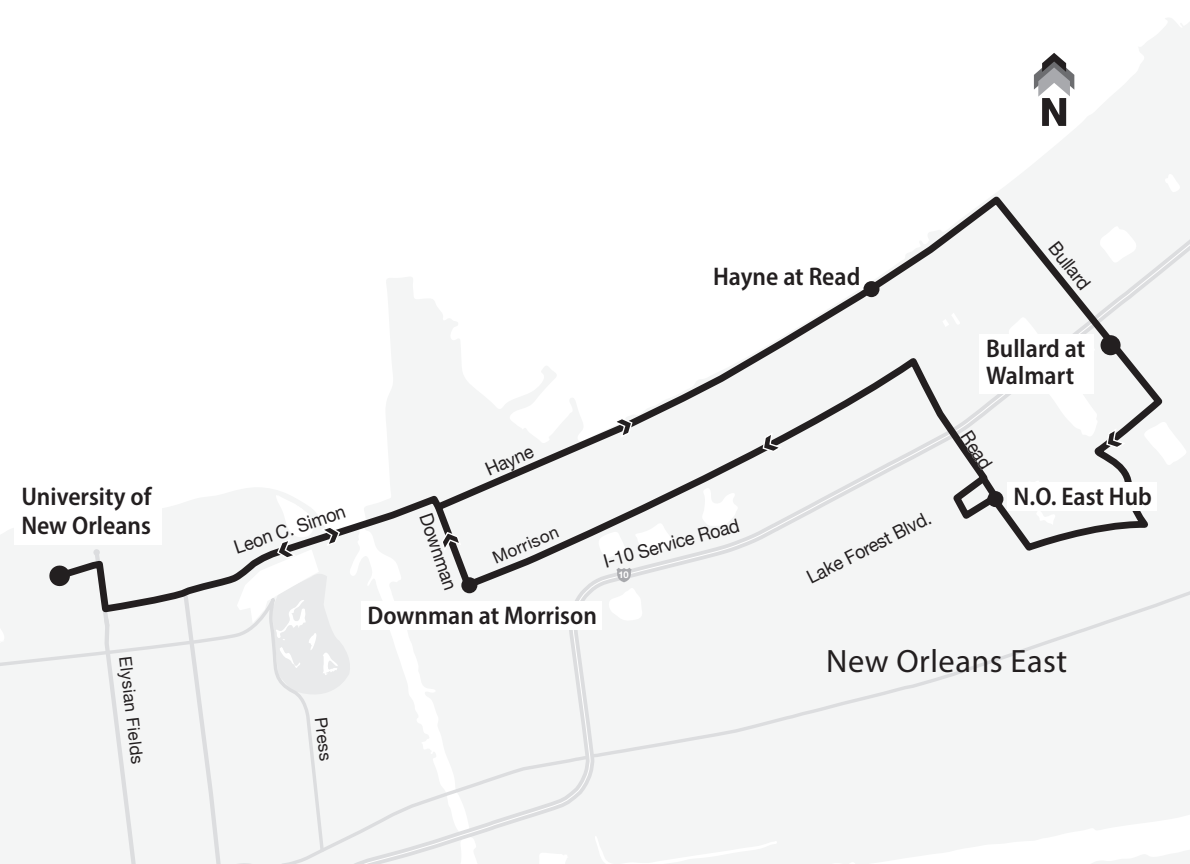 N
Hayne at Read
Bullard
Bullard at
Walmart
Hayne
Read
University of
New Orleans
N.O. East Hub
Leon C. Simon
Downman
Morrison
I-10 Service Road
Lake Forest Blvd.
10
Downman at Morrison
New Orleans East
Elysian Fields
Press